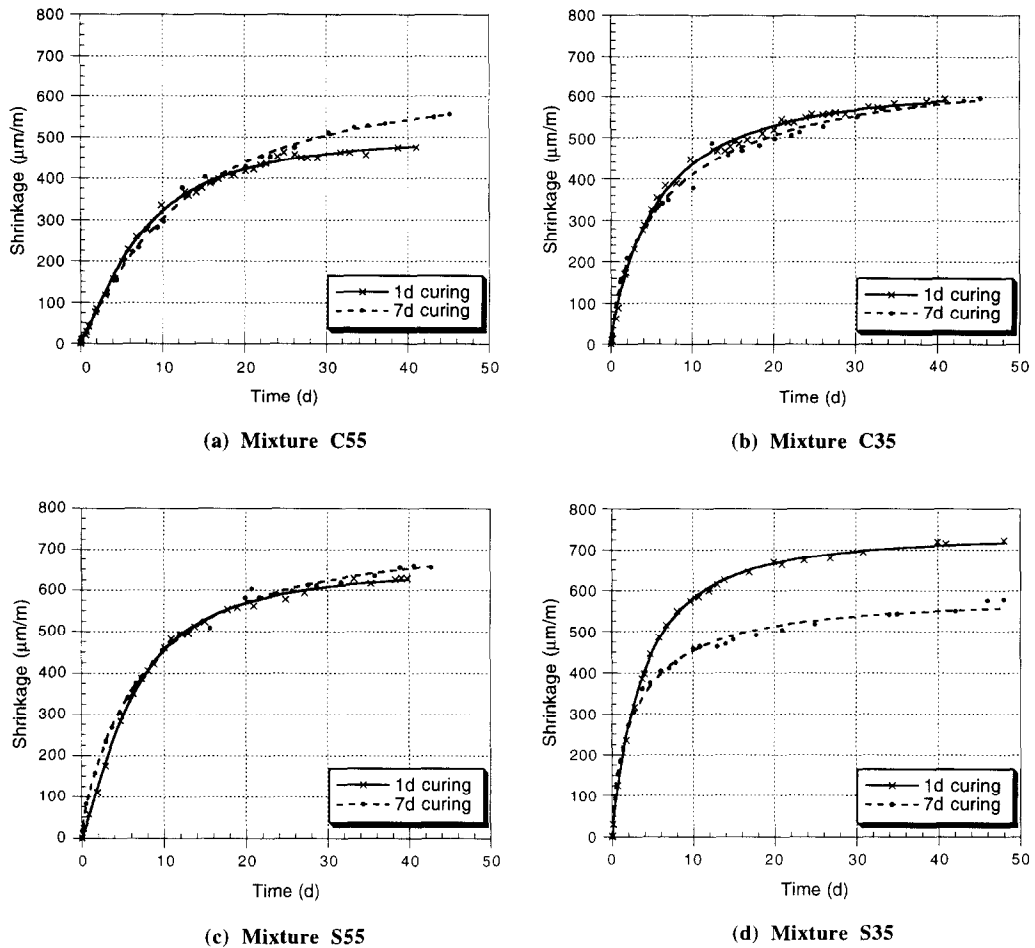 800
700
600
500
400
300
200
100
0
Shrinkage (μm/m)
1d curing
7d curing
0 10 20 30 40 50
Time (d)
(a) Mixture C55
800
700
600
500
400
300
200
100
0
Shrinkage (μm/m)
1d curing
7d curing
0 10 20 30 40 50
Time (d)
(b) Mixture C35
800
700
600
500
400
300
200
100
0
Shrinkage (μm/m)
1d curing
7d curing
0 10 20 30 40 50
Time (d)
(c) Mixture S55
800
700
600
500
400
300
200
100
0
Shrinkage (μm/m)
1d curing
7d curing
0 10 20 30 40 50
Time (d)
(d) Mixture S35